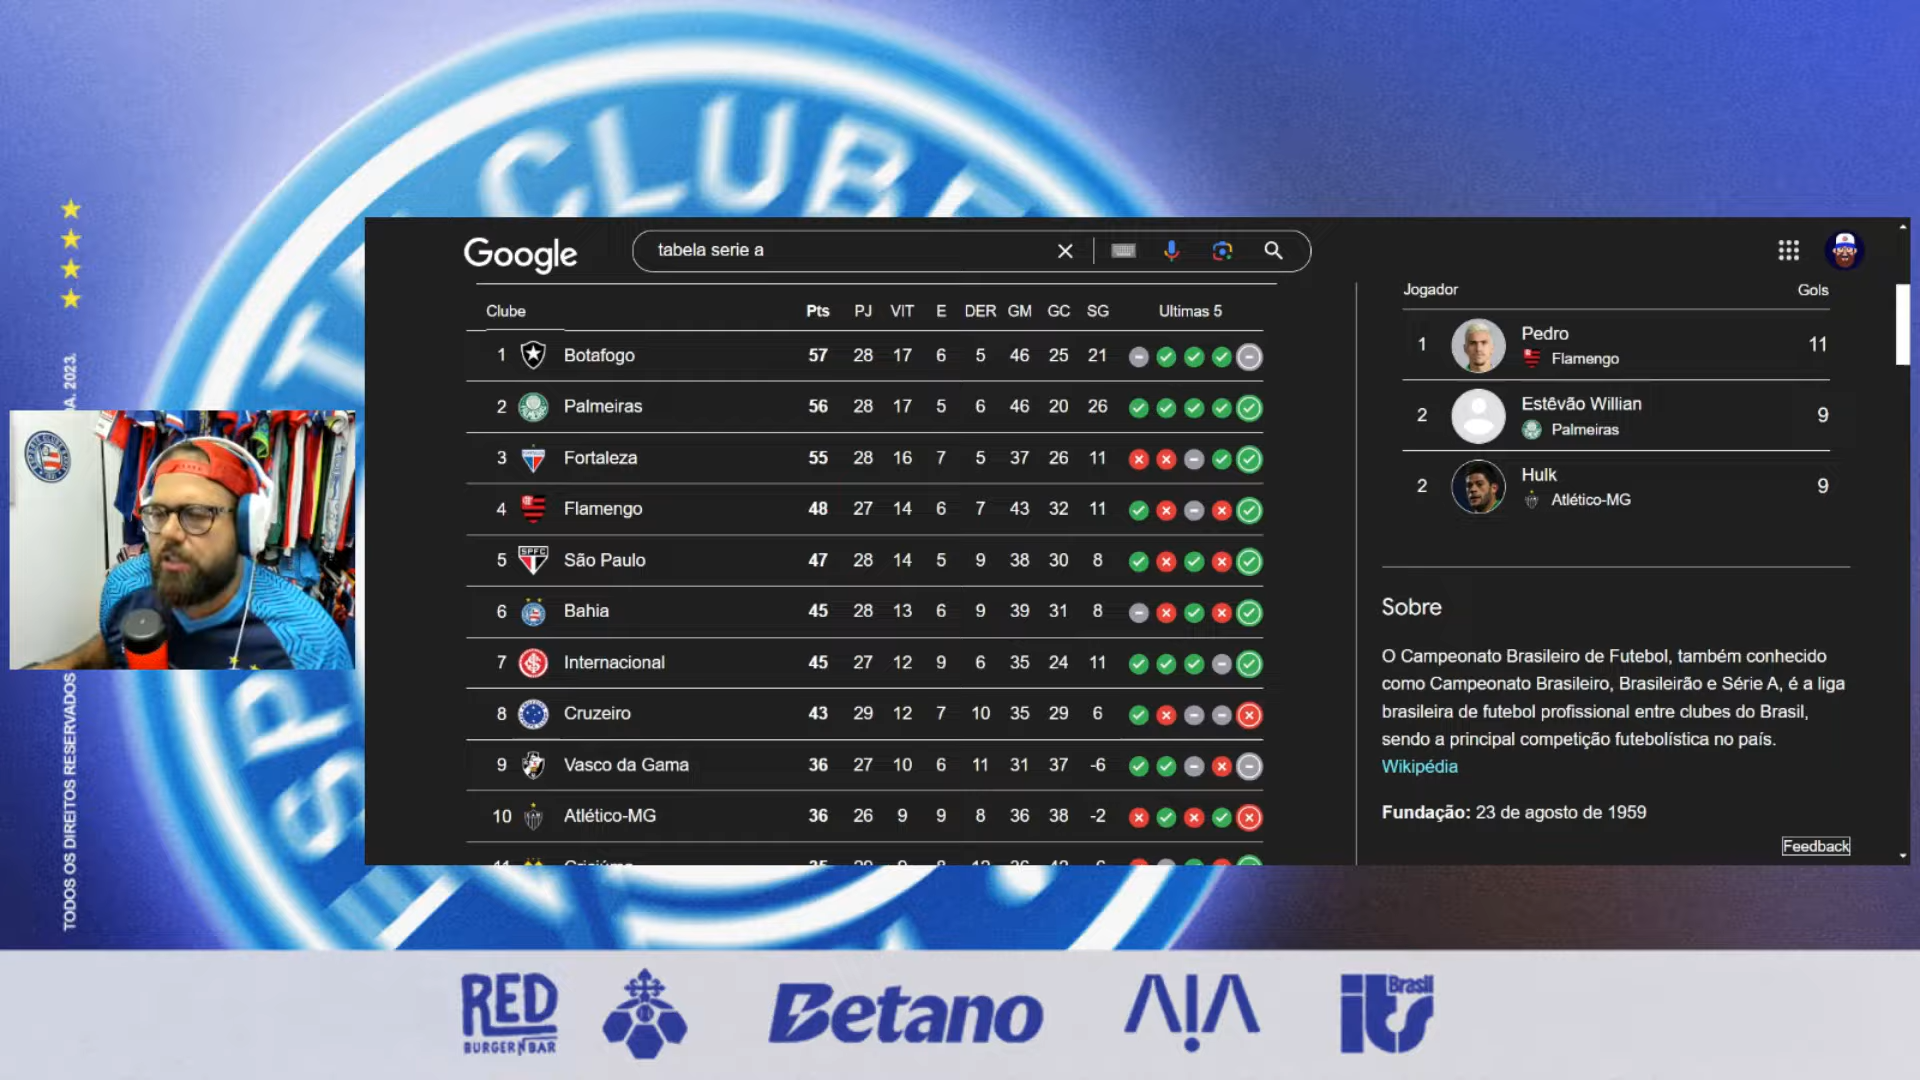 CLUBE
TODOS OS DIREITOS RESERVADOS
DA. 2023.
Google
tabela serie a
Clube Pts PJ VIT E DER GM GC SG Ultimas 5
1 Botafogo 57 28 17 6 5 46 25 21
2 Palmeiras 56 28 17 5 6 46 20 26
3 Fortaleza 55 28 16 7 5 37 26 11
4 Flamengo 48 27 14 6 7 43 32 11
5 São Paulo 47 28 14 5 9 38 30 8
6 Bahia 45 28 13 6 9 39 31 8
7 Internacional 45 27 12 9 6 35 24 11
8 Cruzeiro 43 29 12 7 10 35 29 6
9 Vasco da Gama 36 27 10 6 11 31 37 -6
10 Atlético-MG 36 26 9 9 8 36 38 -2
Jogador Gols
1 Pedro 11
Flamengo
2 Estêvão Willian 9
Palmeiras
2 Hulk 9
Atlético-MG
Sobre
O Campeonato Brasileiro de Futebol, também conhecido
como Campeonato Brasileiro, Brasileirão e Série A, é a liga
brasileira de futebol profissional entre clubes do Brasil,
sendo a principal competição futebolística no país.
Wikipédia
Fundação: 23 de agosto de 1959
Feedback
RED
BURGER N' BAR
Betano
Brasil
its